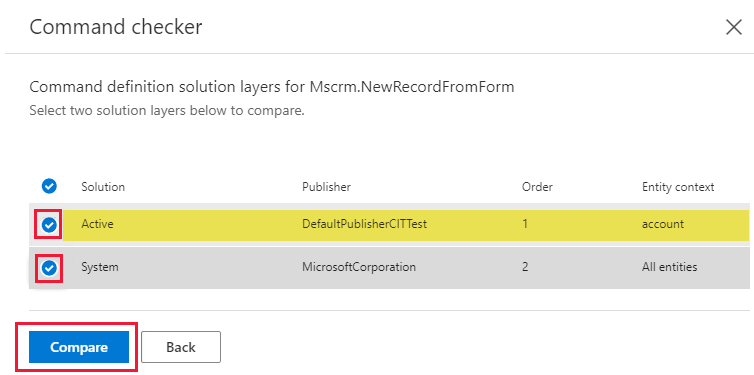 Command checker
Command definition solution layers for Mscrm.NewRecordFromForm
Select two solution layers below to compare.
Solution Publisher Order Entity context
Active DefaultPublisherCITTest 1 account
System MicrosoftCorporation 2 All entities
Compare Back